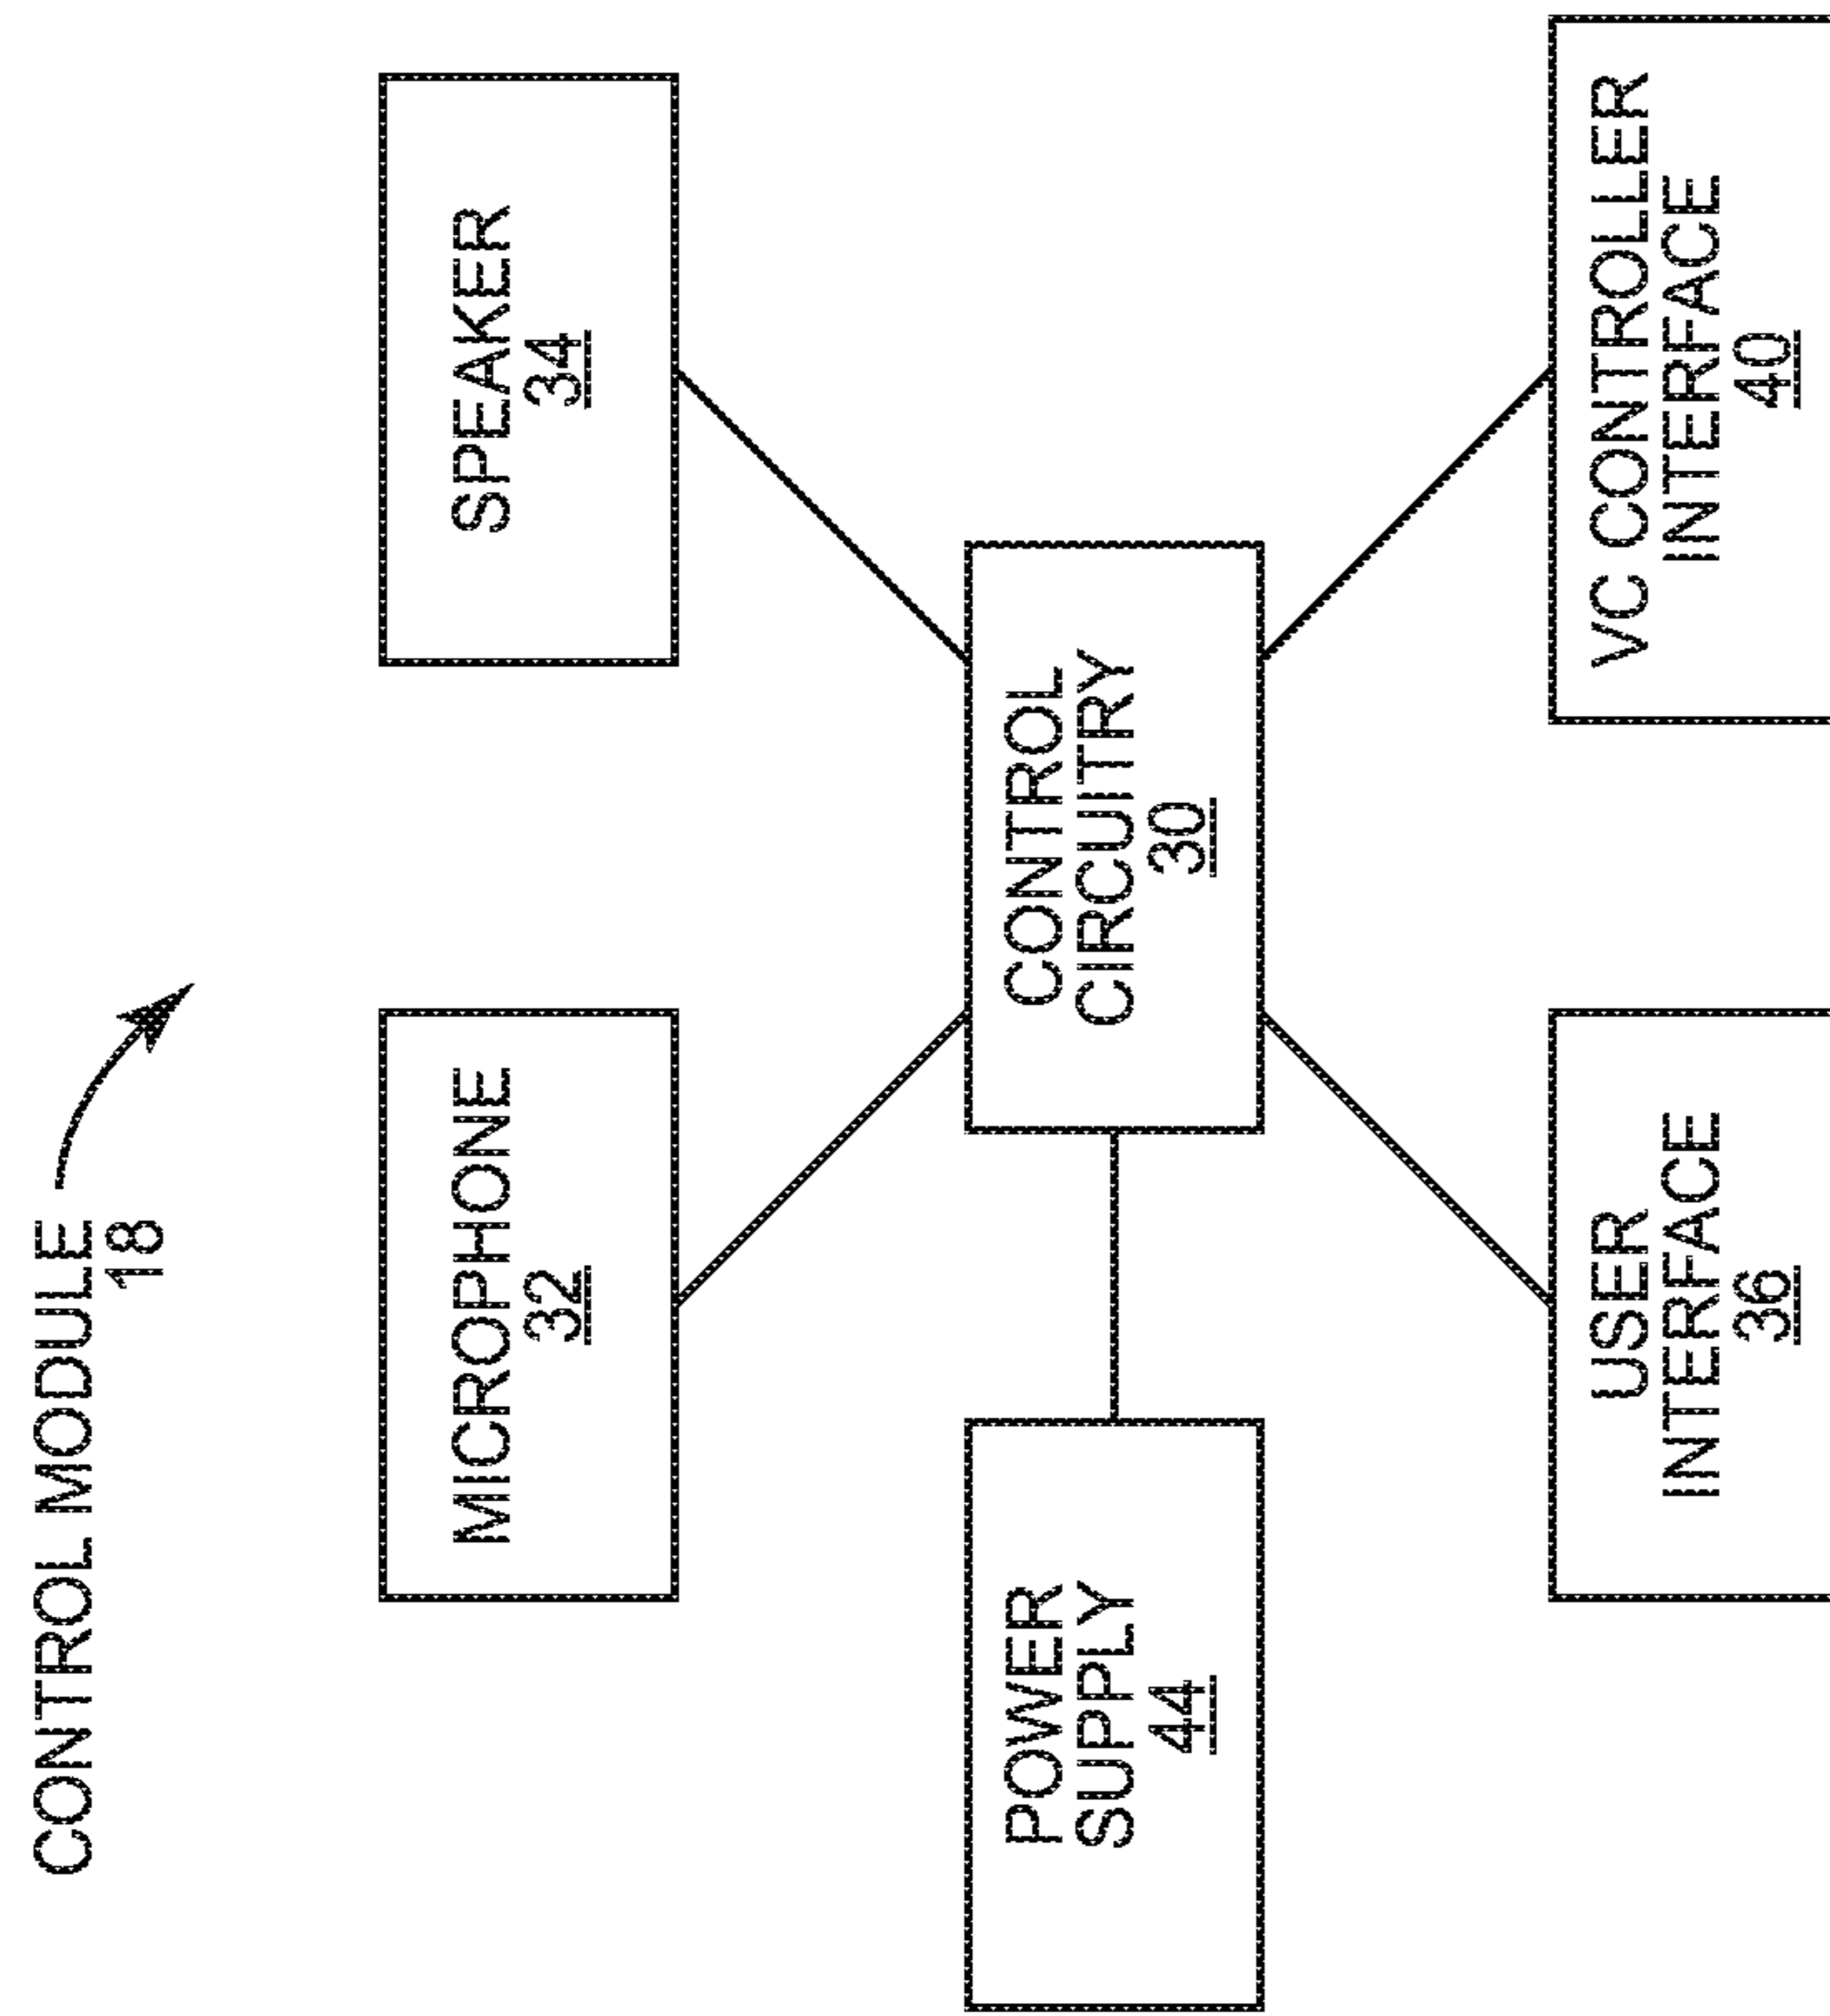 CONTROL MODULE
18
MICROPHONE
32
SPEAKER
34
POWER
SUPPLY
44
CONTROL
CIRCUITRY
30
USER
INTERFACE
36
VC CONTROLLER
INTERFACE
40